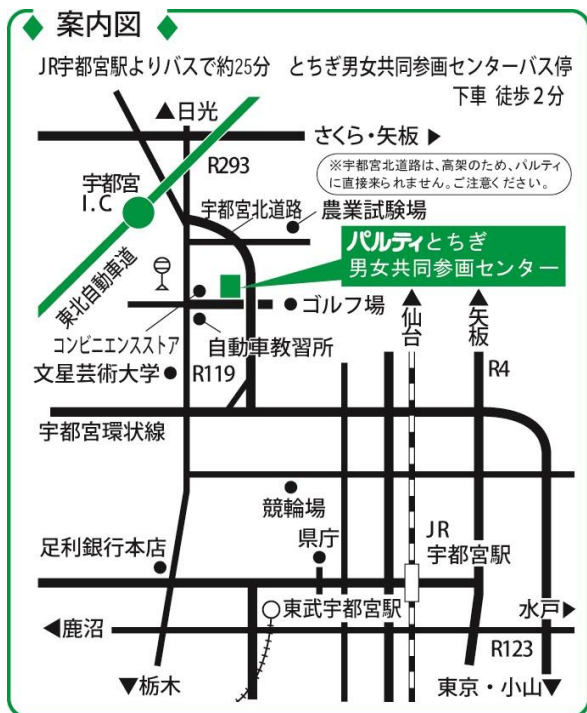 案内図
JR宇都宮駅よりバスで約25分　とちぎ男女共同参画センターバス停
下車 徒歩2分
▲日光
さくら・矢板▶
R293
※宇都宮北道路は、高架のため、パルティ
に直接来られません。ご注意ください。
宇都宮
I.C
宇都宮北道路
農業試験場
パルティとちぎ
男女共同参画センター
東北自動車道
ゴルフ場
▲仙台
▲矢板
コンビニエンスストア
自動車教習所
文星芸術大学
R119
R4
宇都宮環状線
競輪場
県庁
JR
宇都宮駅
足利銀行本店
東武宇都宮駅
水戸▶
◀鹿沼
R123
▼栃木
東京・小山▼